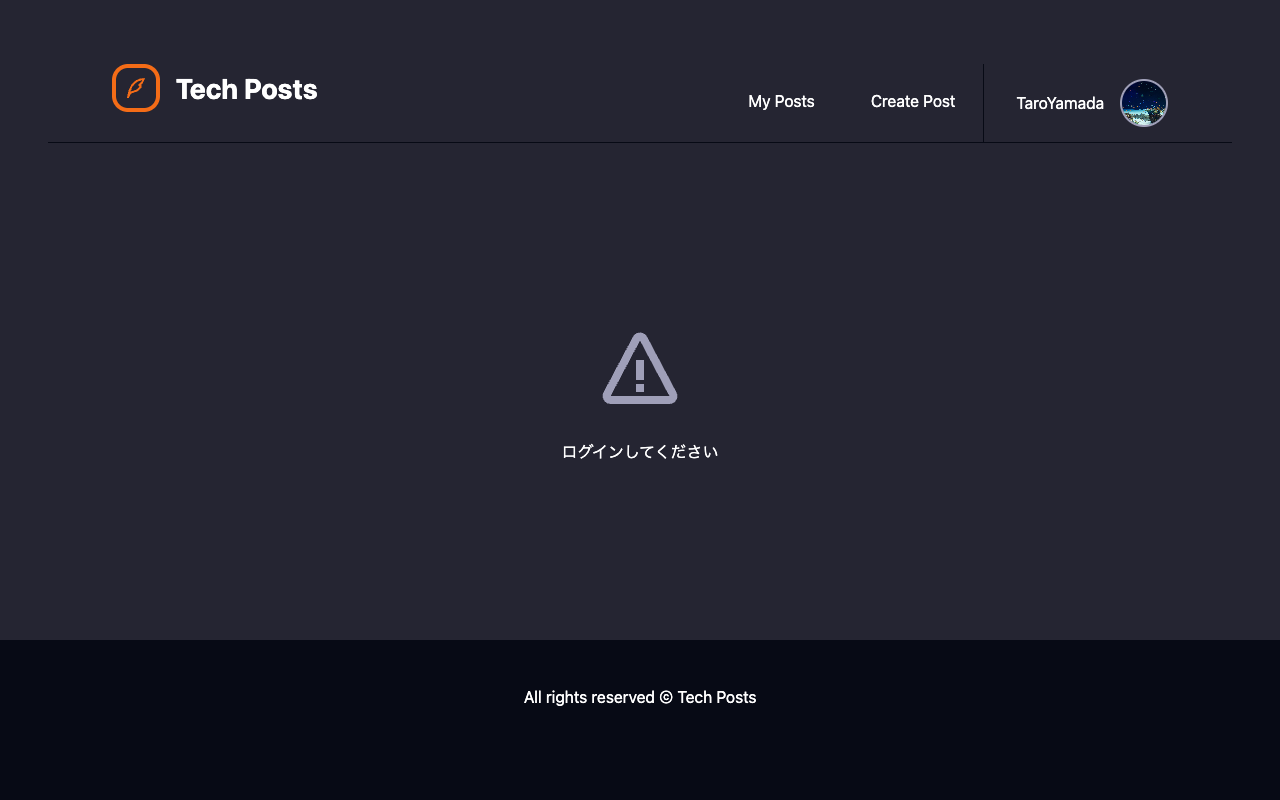 Tech Posts
My Posts
Create Post
TaroYamada
ログインしてください
All rights reserved © Tech Posts